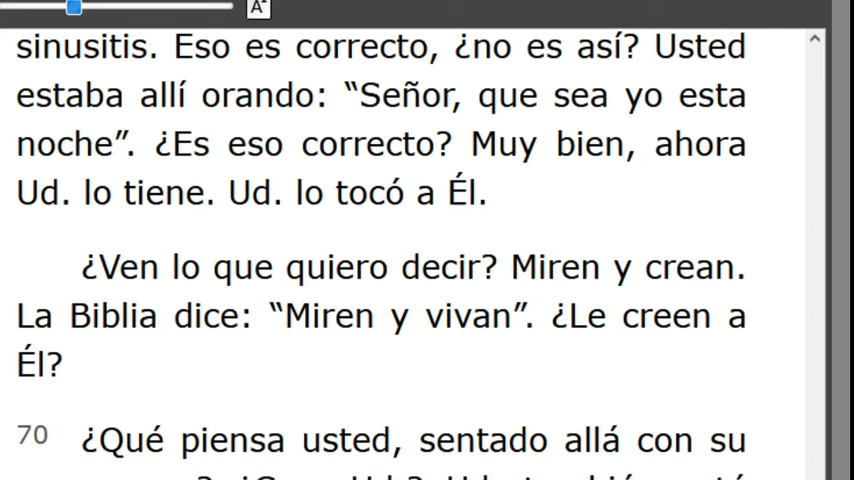 A
sinusitis. Eso es correcto, ¿no es así? Usted
estaba allí orando: “Señor, que sea yo esta
noche”. ¿Es eso correcto? Muy bien, ahora
Ud. lo tiene. Ud. lo tocó a Él.
¿Ven lo que quiero decir? Miren y crean.
La Biblia dice: “Miren y vivan”. ¿Le creen a
Él?
70 ¿Qué piensa usted, sentado allá con su